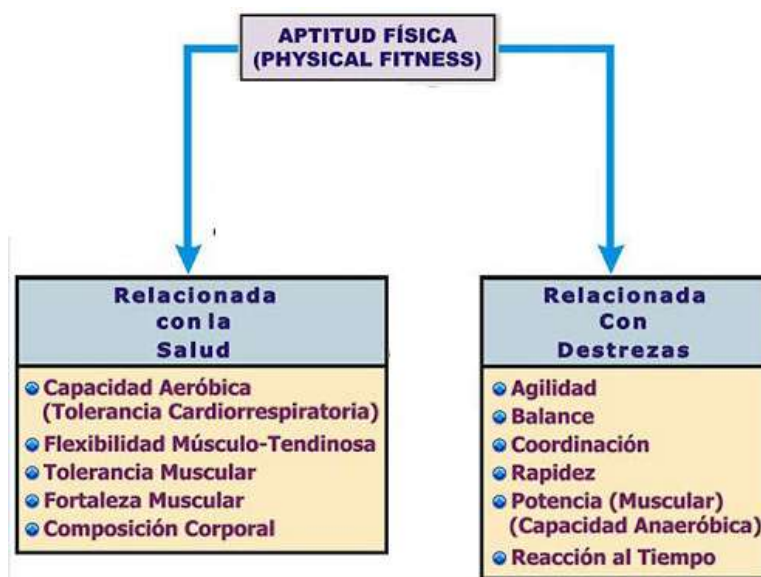 APTITUD FÍSICA
(PHYSICAL FITNESS)
Relacionada
con la
Salud
Capacidad Aeróbica
(Tolerancia Cardiorrespiratoria)
Flexibilidad Músculo-Tendinosa
Tolerancia Muscular
Fortaleza Muscular
Composición Corporal
Relacionada
Con
Destrezas
Agilidad
Balance
Coordinación
Rapidez
Potencia (Muscular)
(Capacidad Anaeróbica)
Reacción al Tiempo